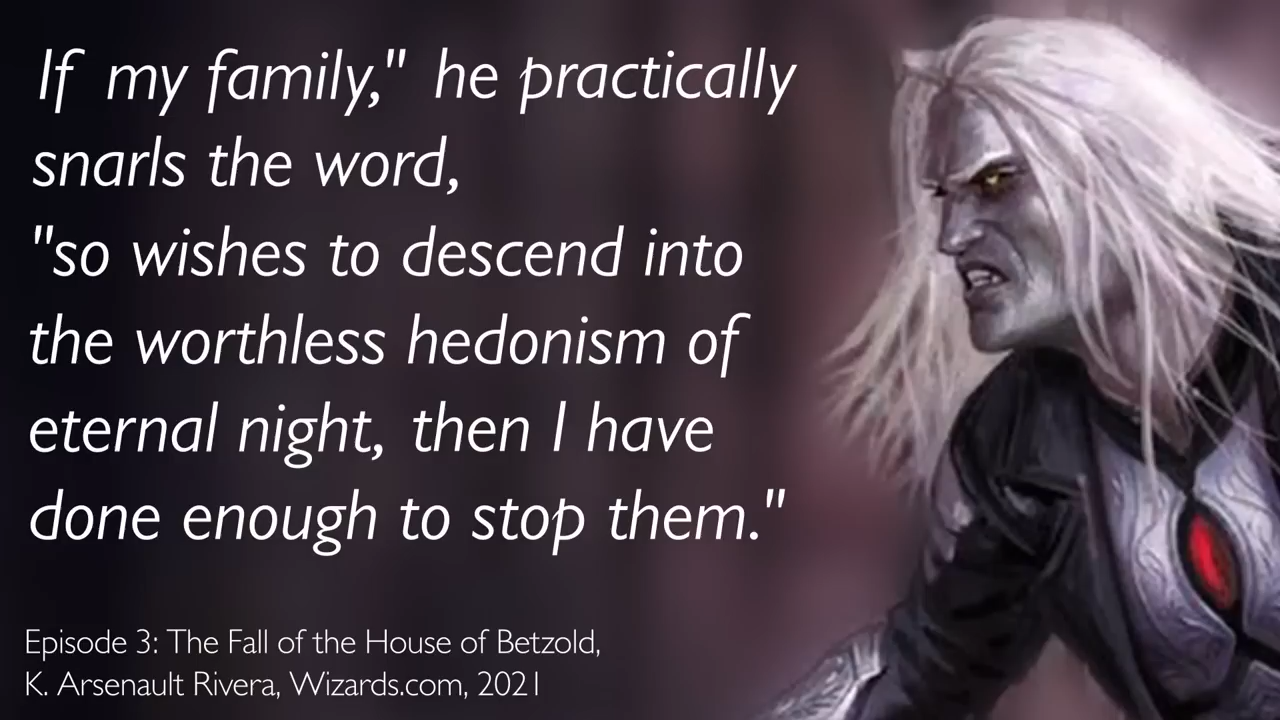 If my family," he practically
snarls the word,
"so wishes to descend into
the worthless hedonism of
eternal night, then I have
done enough to stop them."
Episode 3: The Fall of the House of Betzold,
K. Arsenault Rivera, Wizards.com, 2021